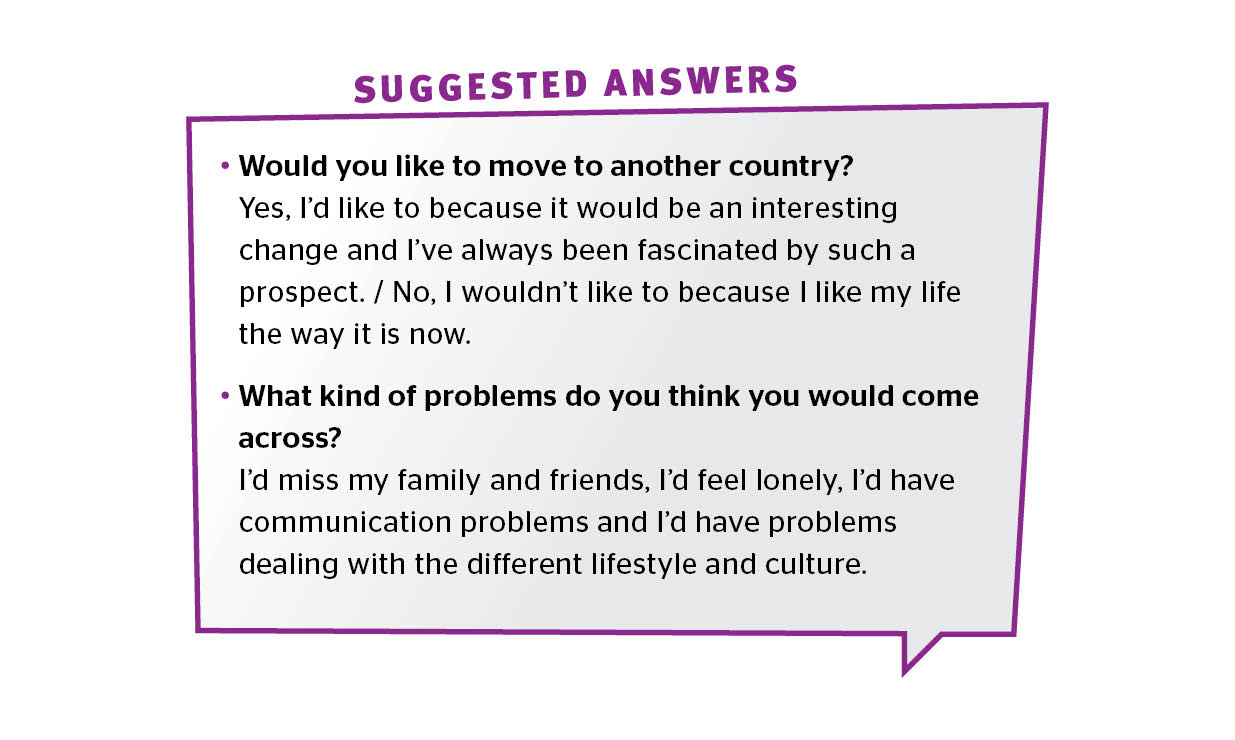 SUGGESTED ANSWERS
• Would you like to move to another country?
Yes, I’d like to because it would be an interesting
change and I’ve always been fascinated by such a
prospect. / No, I wouldn’t like to because I like my life
the way it is now.
• What kind of problems do you think you would come
across?
I’d miss my family and friends, I’d feel lonely, I’d have
communication problems and I’d have problems
dealing with the different lifestyle and culture.